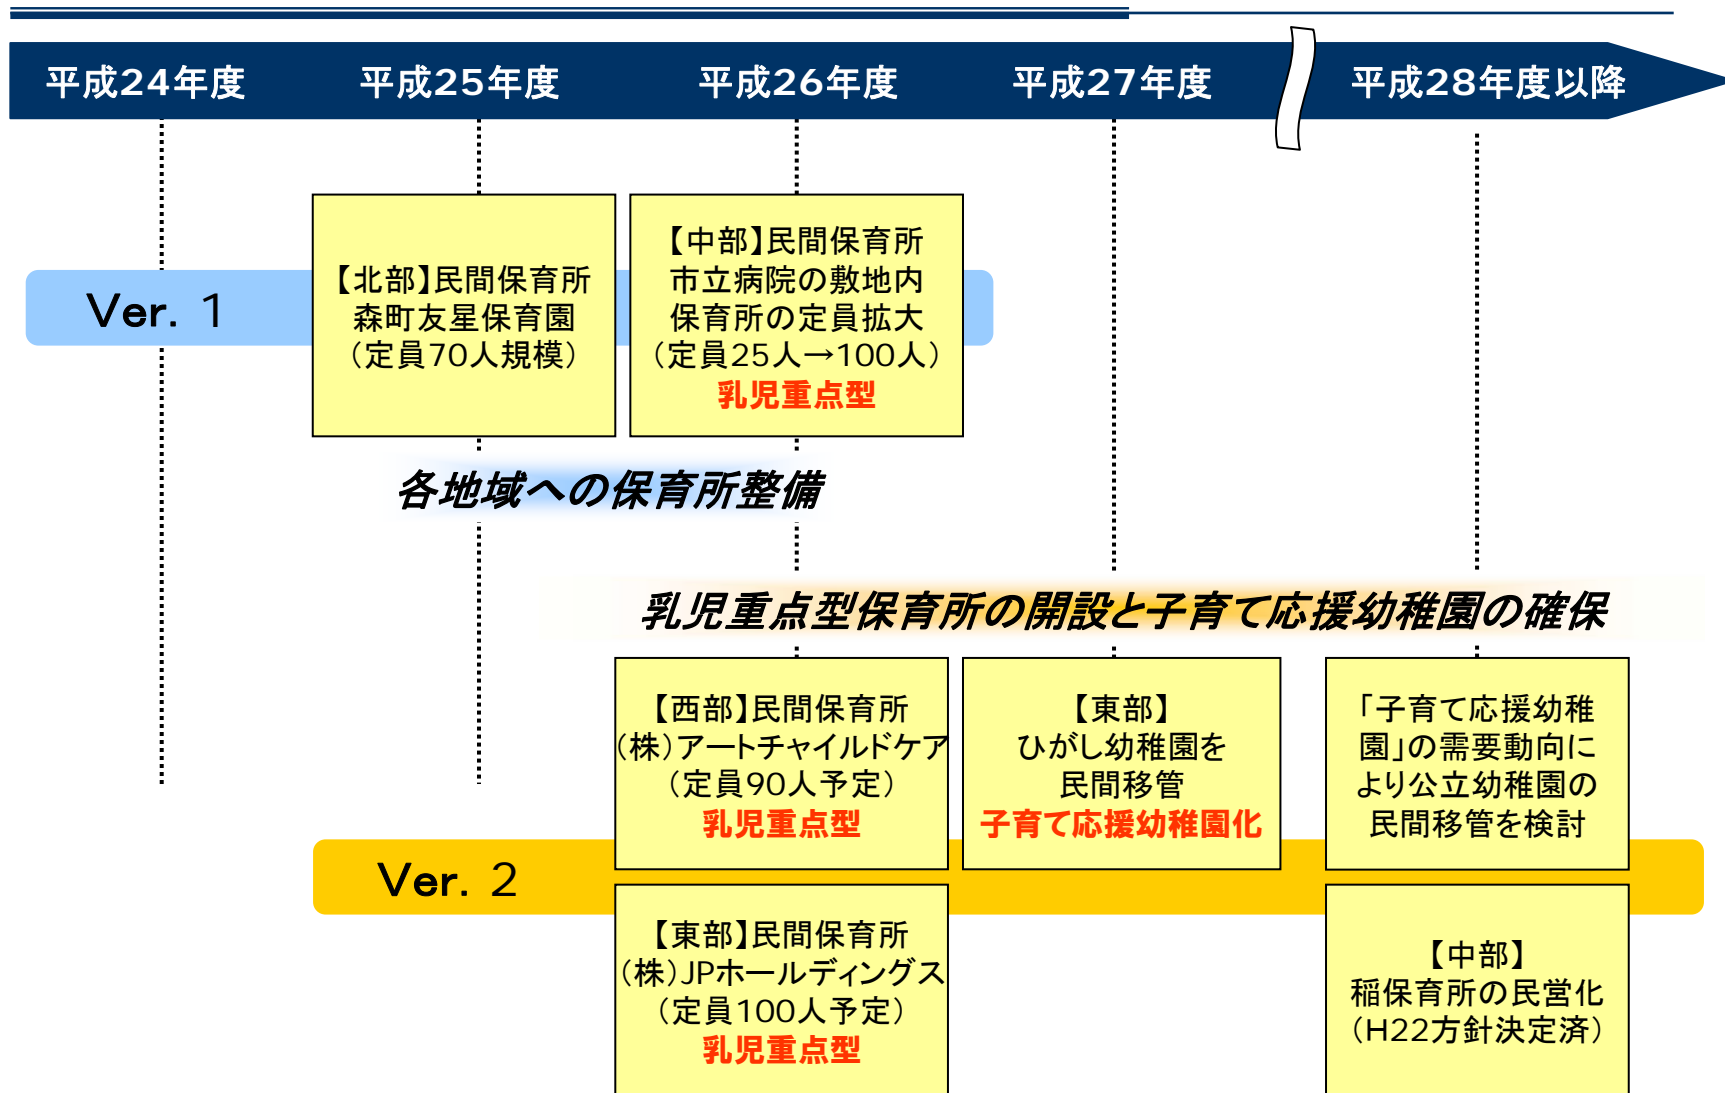 平成24年度
平成25年度
平成26年度
平成27年度
平成28年度以降
Ver. 1
【北部】民間保育所
森町友星保育園
（定員70人規模）
【中部】民間保育所
市立病院の敷地内
保育所の定員拡大
（定員25人→100人）
乳児重点型
各地域への保育所整備
乳児重点型保育所の開設と子育て応援幼稚園の確保
Ver. 2
【西部】民間保育所
（株）アートチャイルドケア
（定員90人予定）
乳児重点型
【東部】民間保育所
（株）JPホールディングス
（定員100人予定）
乳児重点型
【東部】
ひがし幼稚園を
民間移管
子育て応援幼稚園化
「子育て応援幼稚
園」の需要動向に
より公立幼稚園の
民間移管を検討
【中部】
稲保育所の民営化
（H22方針決定済）